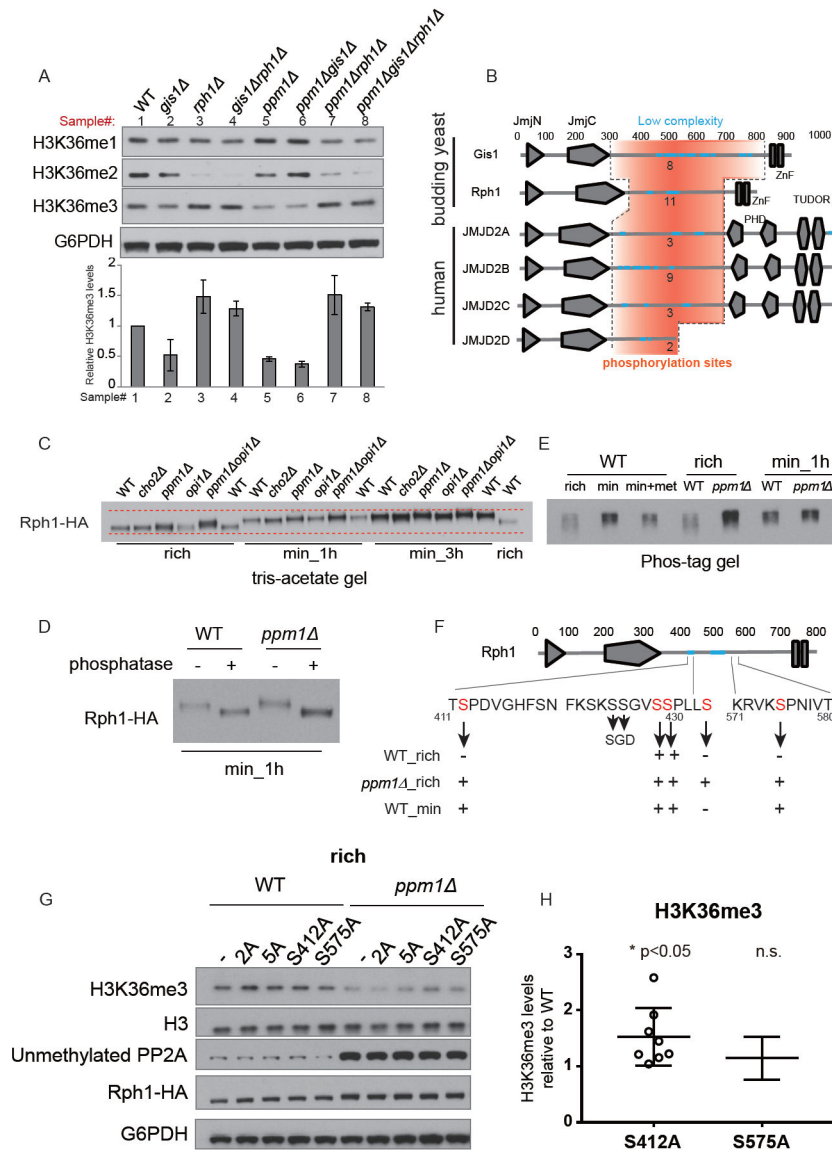 A
WT
gis1Δ
rph1Δ
gis1Δrph1Δ
ppm1Δ
ppm1Δgis1Δ
ppm1Δrph1Δ
ppm1Δgis1Δrph1Δ
Sample#: 1 2 3 4 5 6 7 8
H3K36me1
H3K36me2
H3K36me3
G6PDH
Relative H3K36me3 levels
2
1.5
1
0.5
0
Sample# 1 2 3 4 5 6 7 8
B
JmjN JmjC Low complexity
0 100 200 300 400 500 600 700 800 900 1000
budding yeast
Gis1 8 ZnF
Rph1 11 ZnF
PHD TUDOR
human
JMJD2A 3
JMJD2B 9
JMJD2C 3
JMJD2D 2
phosphorylation sites
C
WT cho2Δ ppm1Δ opi1Δ ppm1Δopi1Δ WT WT cho2Δ ppm1Δ opi1Δ ppm1Δopi1Δ WT WT cho2Δ ppm1Δ opi1Δ ppm1Δopi1Δ WT WT
Rph1-HA
rich min_1h min_3h rich
tris-acetate gel
E
WT rich min_1h
rich min min+met WT ppm1Δ WT ppm1Δ
Phos-tag gel
D
WT ppm1Δ
phosphatase - + - +
Rph1-HA
min_1h
F
0 100 200 300 400 500 600 700 800
Rph1
TSPDVGHFSN FKSKSSGVSSPLLS KRVKSPNIVT
411 430 571 580
SGD
WT_rich - + + - -
ppm1Δ_rich + + + + +
WT_min + + + - +
G
rich
WT ppm1Δ
- 2A 5A S412A S575A - 2A 5A S412A S575A
H3K36me3
H3
Unmethylated PP2A
Rph1-HA
G6PDH
H
H3K36me3
* p<0.05 n.s.
H3K36me3 levels
relative to WT
3
2
1
0
S412A S575A